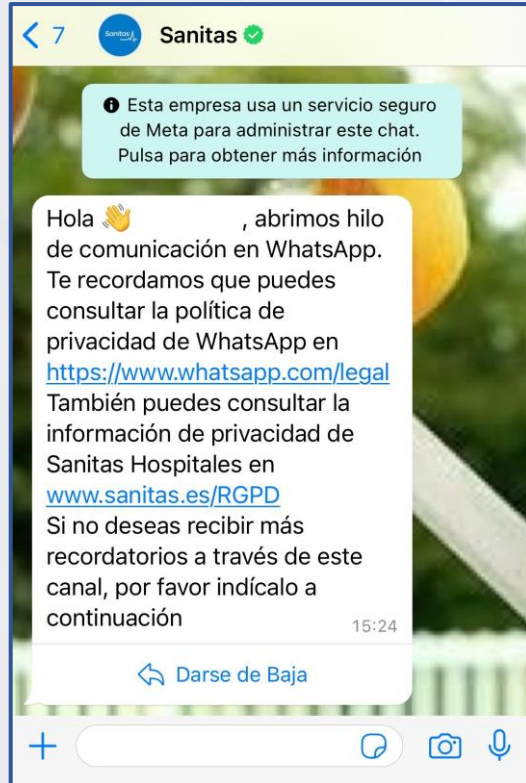 7 Sanitas Sanitas
Esta empresa usa un servicio seguro
de Meta para administrar este chat.
Pulsa para obtener más información
Hola 👋 , abrimos hilo
de comunicación en WhatsApp.
Te recordamos que puedes
consultar la política de
privacidad de WhatsApp en
https://www.whatsapp.com/legal
También puedes consultar la
información de privacidad de
Sanitas Hospitales en
www.sanitas.es/RGPD
Si no deseas recibir más
recordatorios a través de este
canal, por favor indícalo a
continuación
15:24
Darse de Baja